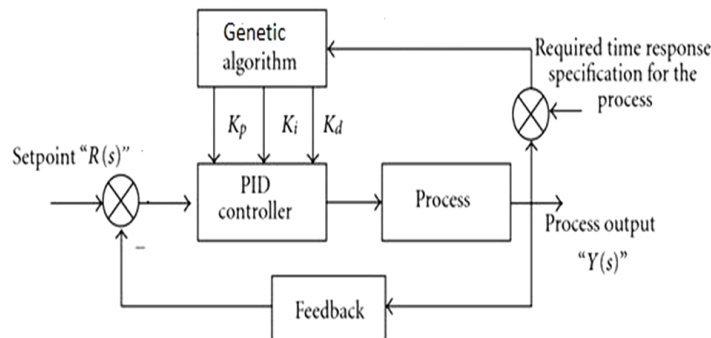 Genetic
algorithm
Required time response
specification for the
process
Kp
Ki
Kd
Setpoint “R(s)”
PID
controller
Process
Process output
“Y(s)”
–
Feedback